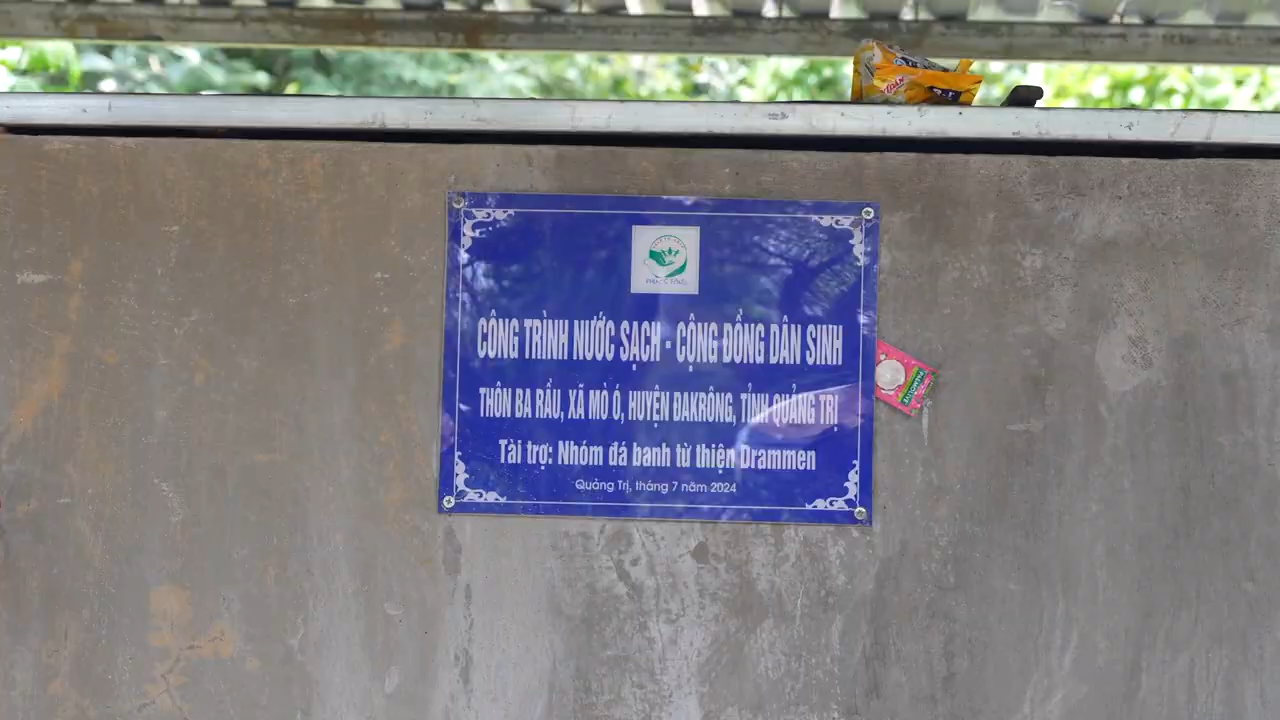 CÔNG TRÌNH NƯỚC SẠCH - CỘNG ĐỒNG DÂN SINH
THÔN BA RẦU, XÃ MÒ Ó, HUYỆN ĐAKRÔNG, TỈNH QUẢNG TRỊ
Tài trợ: Nhóm đá banh từ thiện Drammen
Quảng Trị, tháng 7 năm 2024
PALMOLIVE